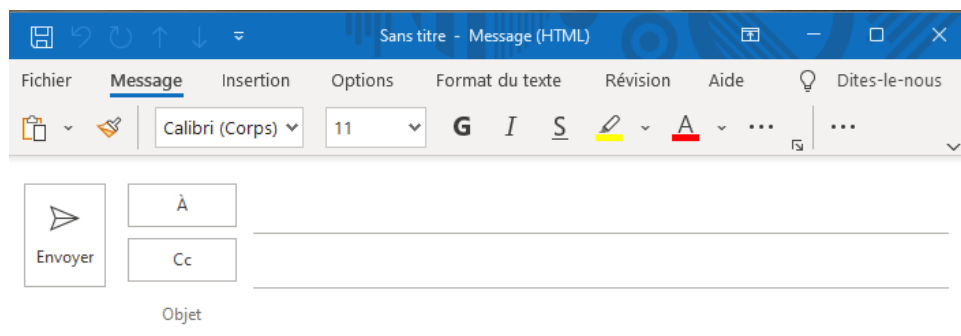 Sans titre - Message (HTML)
Fichier Message Insertion Options Format du texte Révision Aide Dites-le-nous
Calibri (Corps) 11 G I S A
À
Envoyer Cc
Objet